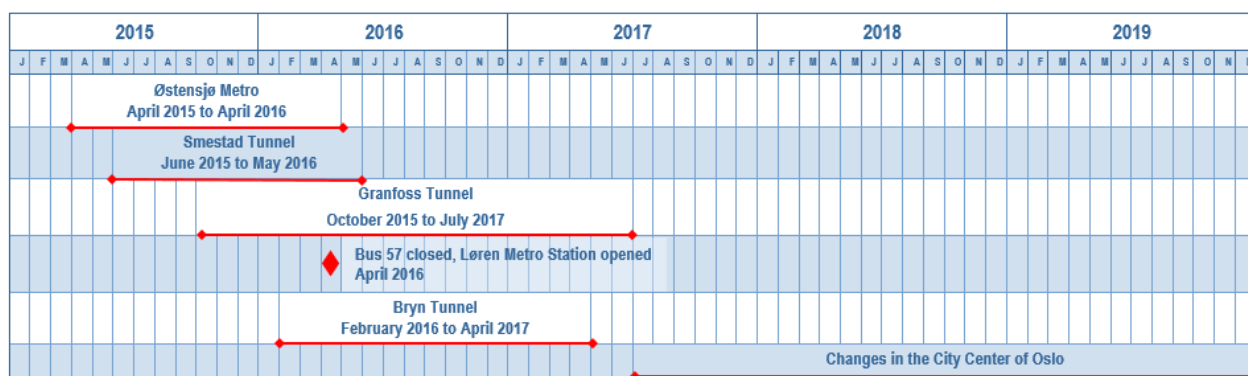 2015 2016 2017 2018 2019
J F M A M J J A S O N D J F M A M J J A S O N D J F M A M J J A S O N D J F M A M J J A S O N D J F M A M J J A S O N
Østensjø Metro
April 2015 to April 2016
Smestad Tunnel
June 2015 to May 2016
Granfoss Tunnel
October 2015 to July 2017
Bus 57 closed, Løren Metro Station opened
April 2016
Bryn Tunnel
February 2016 to April 2017
Changes in the City Center of Oslo